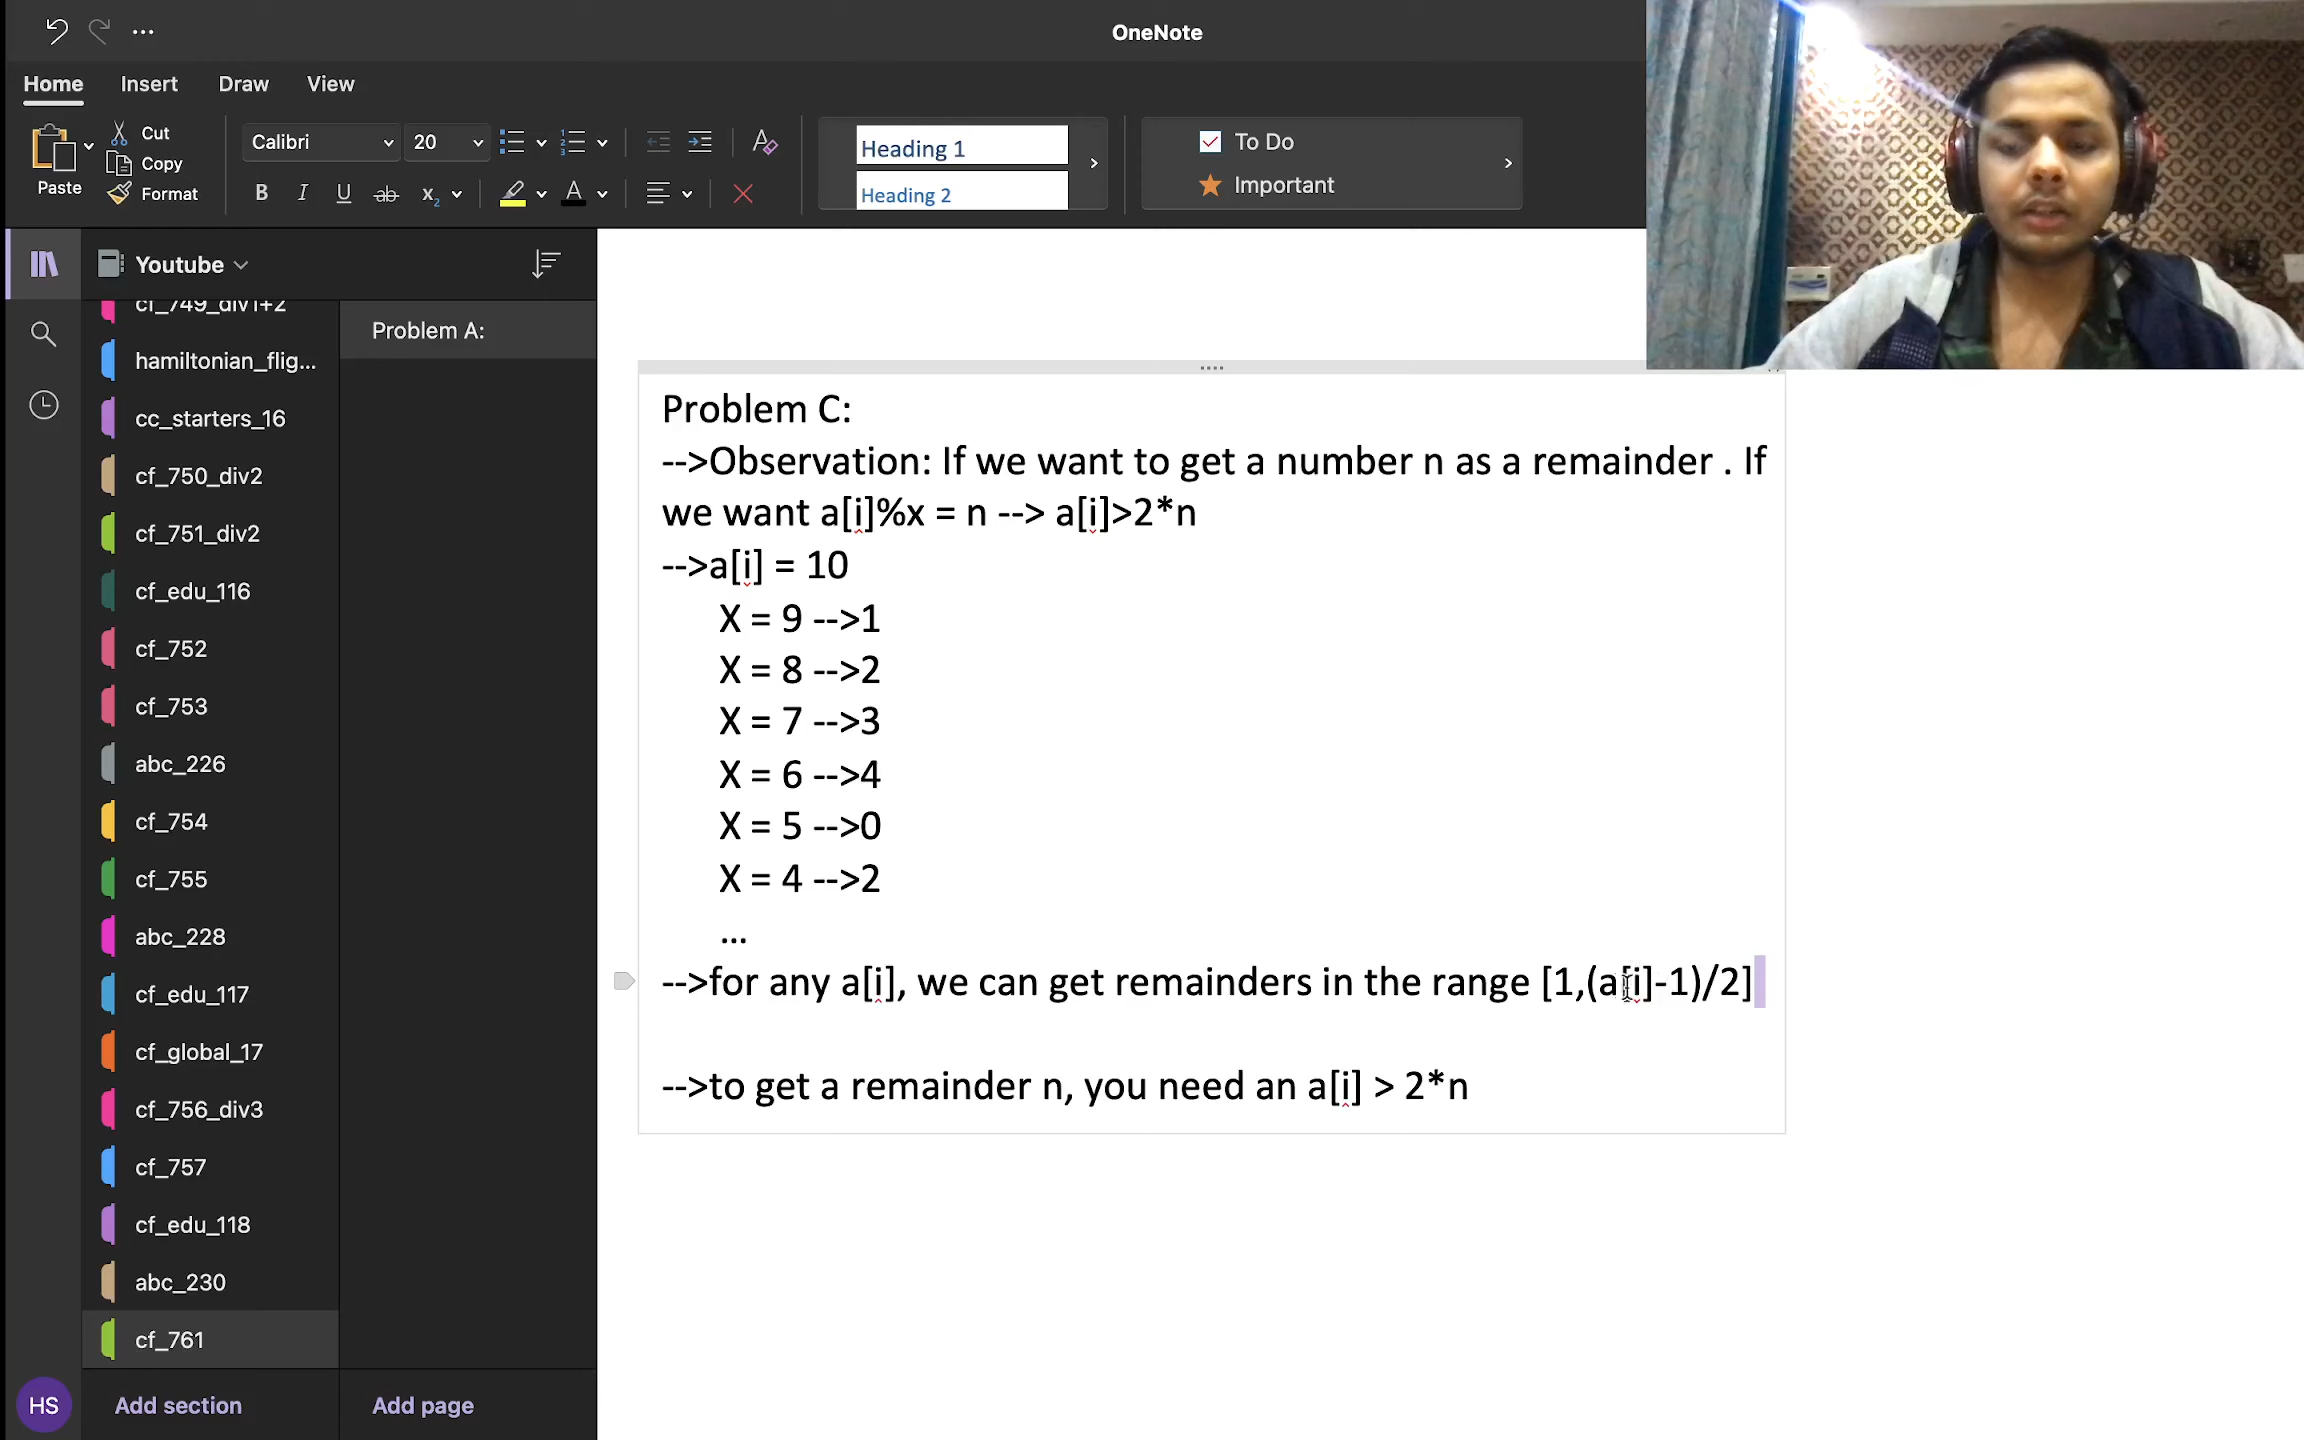 OneNote
Home Insert Draw View
Paste
Cut
Copy
Format
Calibri 20
B I U ab x2 A
Heading 1
Heading 2
To Do
Important
Youtube
cf_749_div1+2
hamiltonian_flig...
cc_starters_16
cf_750_div2
cf_751_div2
cf_edu_116
cf_752
cf_753
abc_226
cf_754
cf_755
abc_228
cf_edu_117
cf_global_17
cf_756_div3
cf_757
cf_edu_118
abc_230
cf_761
HS
Add section
Problem A:
Add page
Problem C:
-->Observation: If we want to get a number n as a remainder . If
we want a[i]%x = n --> a[i]>2*n
-->a[i] = 10
X = 9 -->1
X = 8 -->2
X = 7 -->3
X = 6 -->4
X = 5 -->0
X = 4 -->2
...
-->for any a[i], we can get remainders in the range [1,(a[i]-1)/2]
-->to get a remainder n, you need an a[i] > 2*n